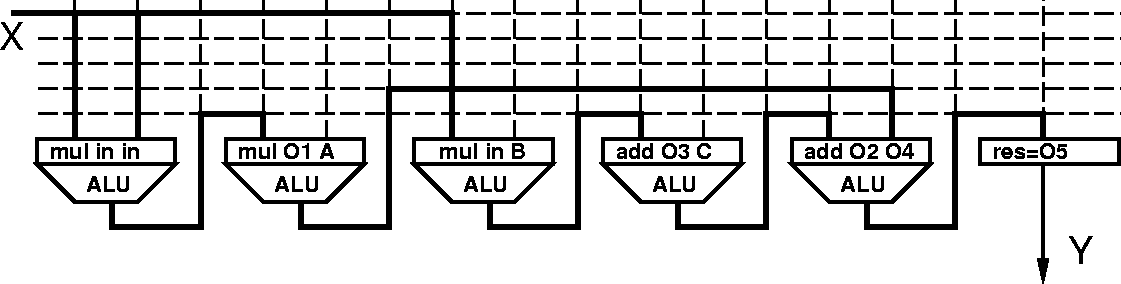 X
mul in in
mul O1 A
mul in B
add O3 C
add O2 O4
res=O5
ALU
ALU
ALU
ALU
ALU
Y